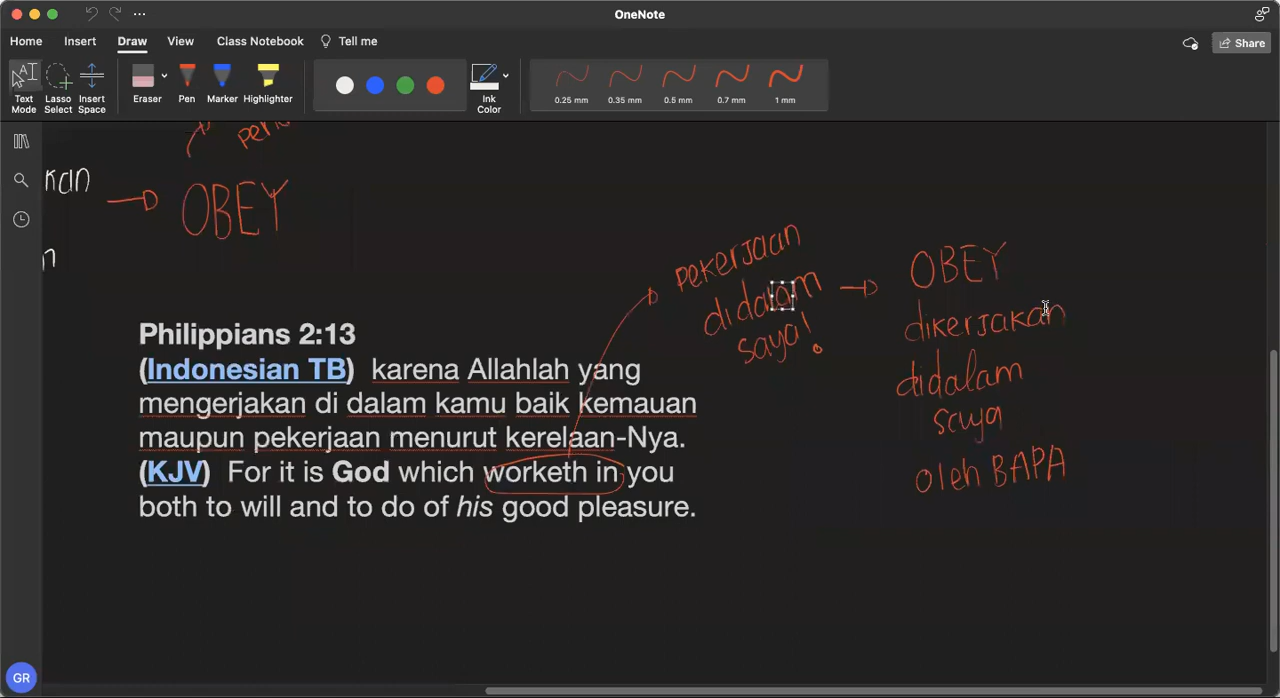 OneNote
Home Insert Draw View Class Notebook Tell me
Share
Text Mode
Lasso Select
Insert Space
Eraser
Pen
Marker
Highlighter
Ink Color
0.25 mm
0.35 mm
0.5 mm
0.7 mm
1 mm
OBEY
pekerjaan
didalam
saya!
OBEY
dikerjakan
didalam
saya
oleh BAPA
Philippians 2:13
(Indonesian TB) karena Allahlah yang
mengerjakan di dalam kamu baik kemauan
maupun pekerjaan menurut kerelaan-Nya.
(KJV) For it is God which worketh in you
both to will and to do of his good pleasure.
GR